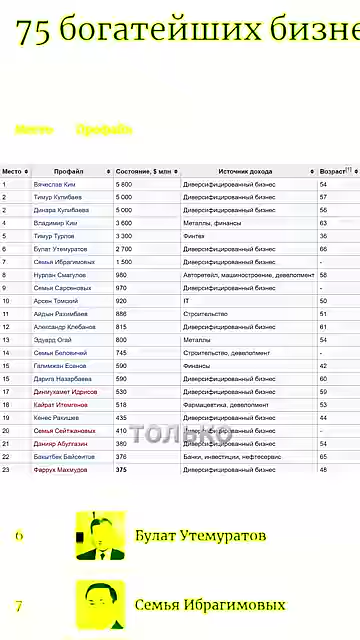 75 богатейших бизне
Место Профайл
Место Профайл Состояние, $ млн Источник дохода Возраст[1]
1 Вячеслав Ким 5 800 Диверсифицированный бизнес 54
2 Тимур Кулибаев 5 000 Диверсифицированный бизнес 57
2 Динара Кулибаева 5 000 Диверсифицированный бизнес 56
4 Владимир Ким 3 600 Металлы, финансы 63
5 Тимур Турлов 3 300 Финтех 36
6 Булат Утемуратов 2 700 Диверсифицированный бизнес 66
7 Семья Ибрагимовых 1 500 Диверсифицированный бизнес -
8 Нурлан Смагулов 980 Авторетейл, машиностроение, девелопмент 58
9 Семья Сарсеновых 970 Диверсифицированный бизнес -
10 Арсен Томский 920 IT 50
11 Айдын Рахимбаев 886 Строительство 51
12 Александр Клебанов 815 Диверсифицированный бизнес 61
13 Эдуард Огай 800 Металлы 54
14 Семья Беловичей 745 Строительство, девелопмент -
15 Галимжан Есенов 590 Финансы 42
15 Дарига Назарбаева 590 Диверсифицированный бизнес 60
17 Динмухамет Идрисов 530 Диверсифицированный бизнес 59
18 Кайрат Итемгенов 518 Фармацевтика, девелопмент 53
19 Кенес Ракишев 435 Диверсифицированный бизнес 44
20 Семья Сейтжановых 410 Диверсифицированный бизнес -
21 Данияр Абулгазин 380 Диверсифицированный бизнес 54
22 Бакытбек Байсеитов 376 Банки, инвестиции, нефтесервис 65
23 Фаррух Махмудов 375 Диверсифицированный бизнес 48
ТОЛЬКО
6 Булат Утемуратов
7 Семья Ибрагимовых